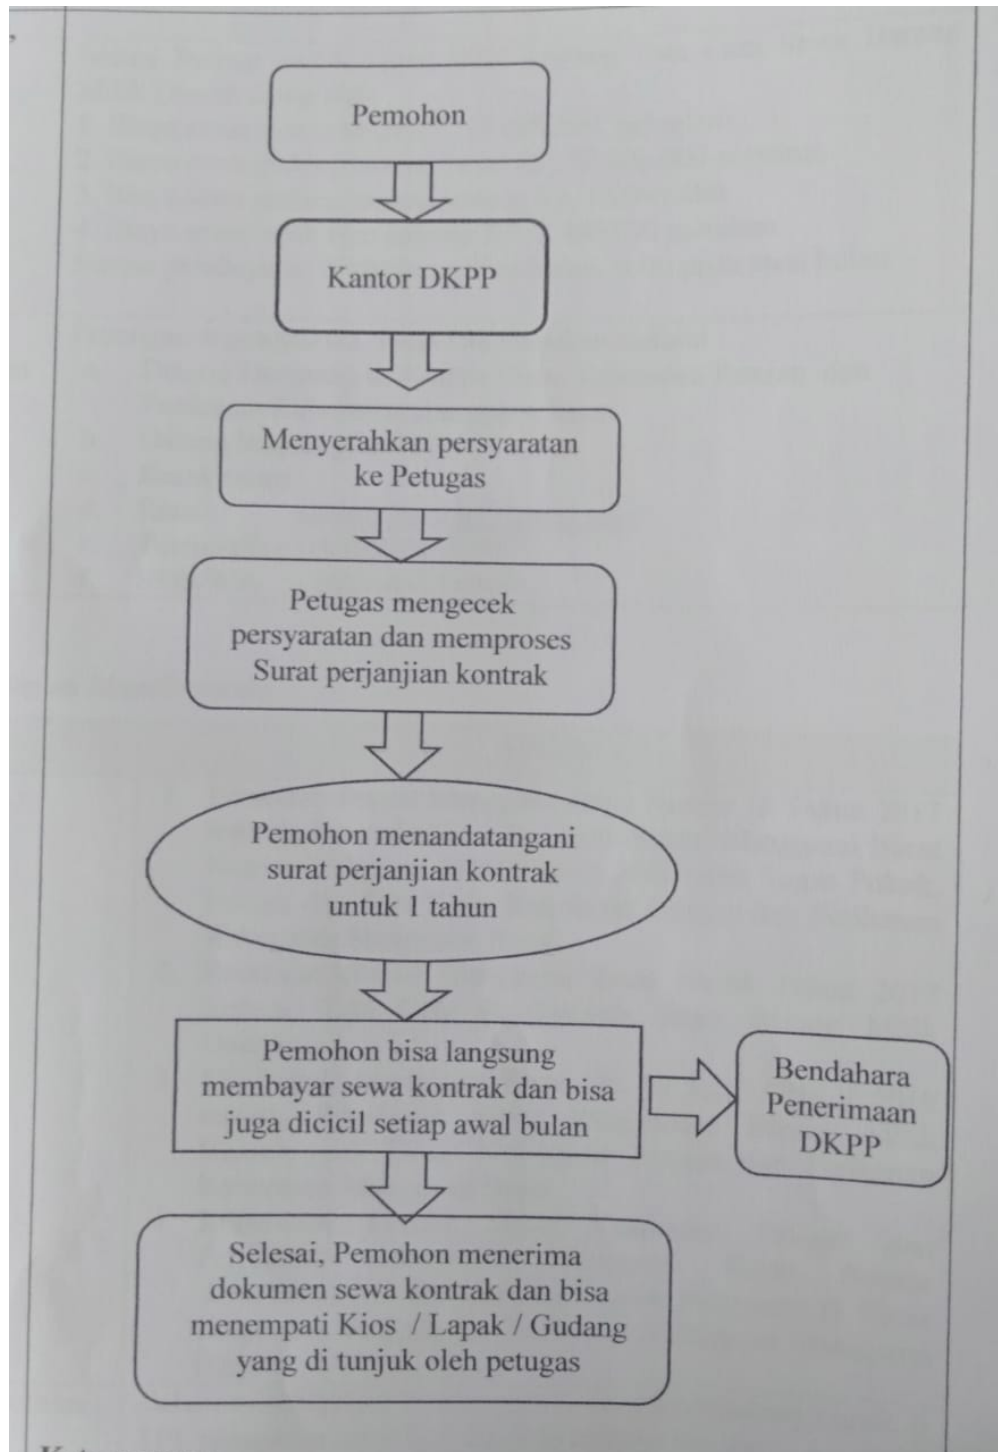 Pemohon
Kantor DKPP
Menyerahkan persyaratan
ke Petugas
Petugas mengecek
persyaratan dan memproses
Surat perjanjian kontrak
Pemohon menandatangani
surat perjanjian kontrak
untuk 1 tahun
Pemohon bisa langsung
membayar sewa kontrak dan bisa
juga dicicil setiap awal bulan
Bendahara
Penerimaan
DKPP
Selesai, Pemohon menerima
dokumen sewa kontrak dan bisa
menempati Kios / Lapak / Gudang
yang di tunjuk oleh petugas